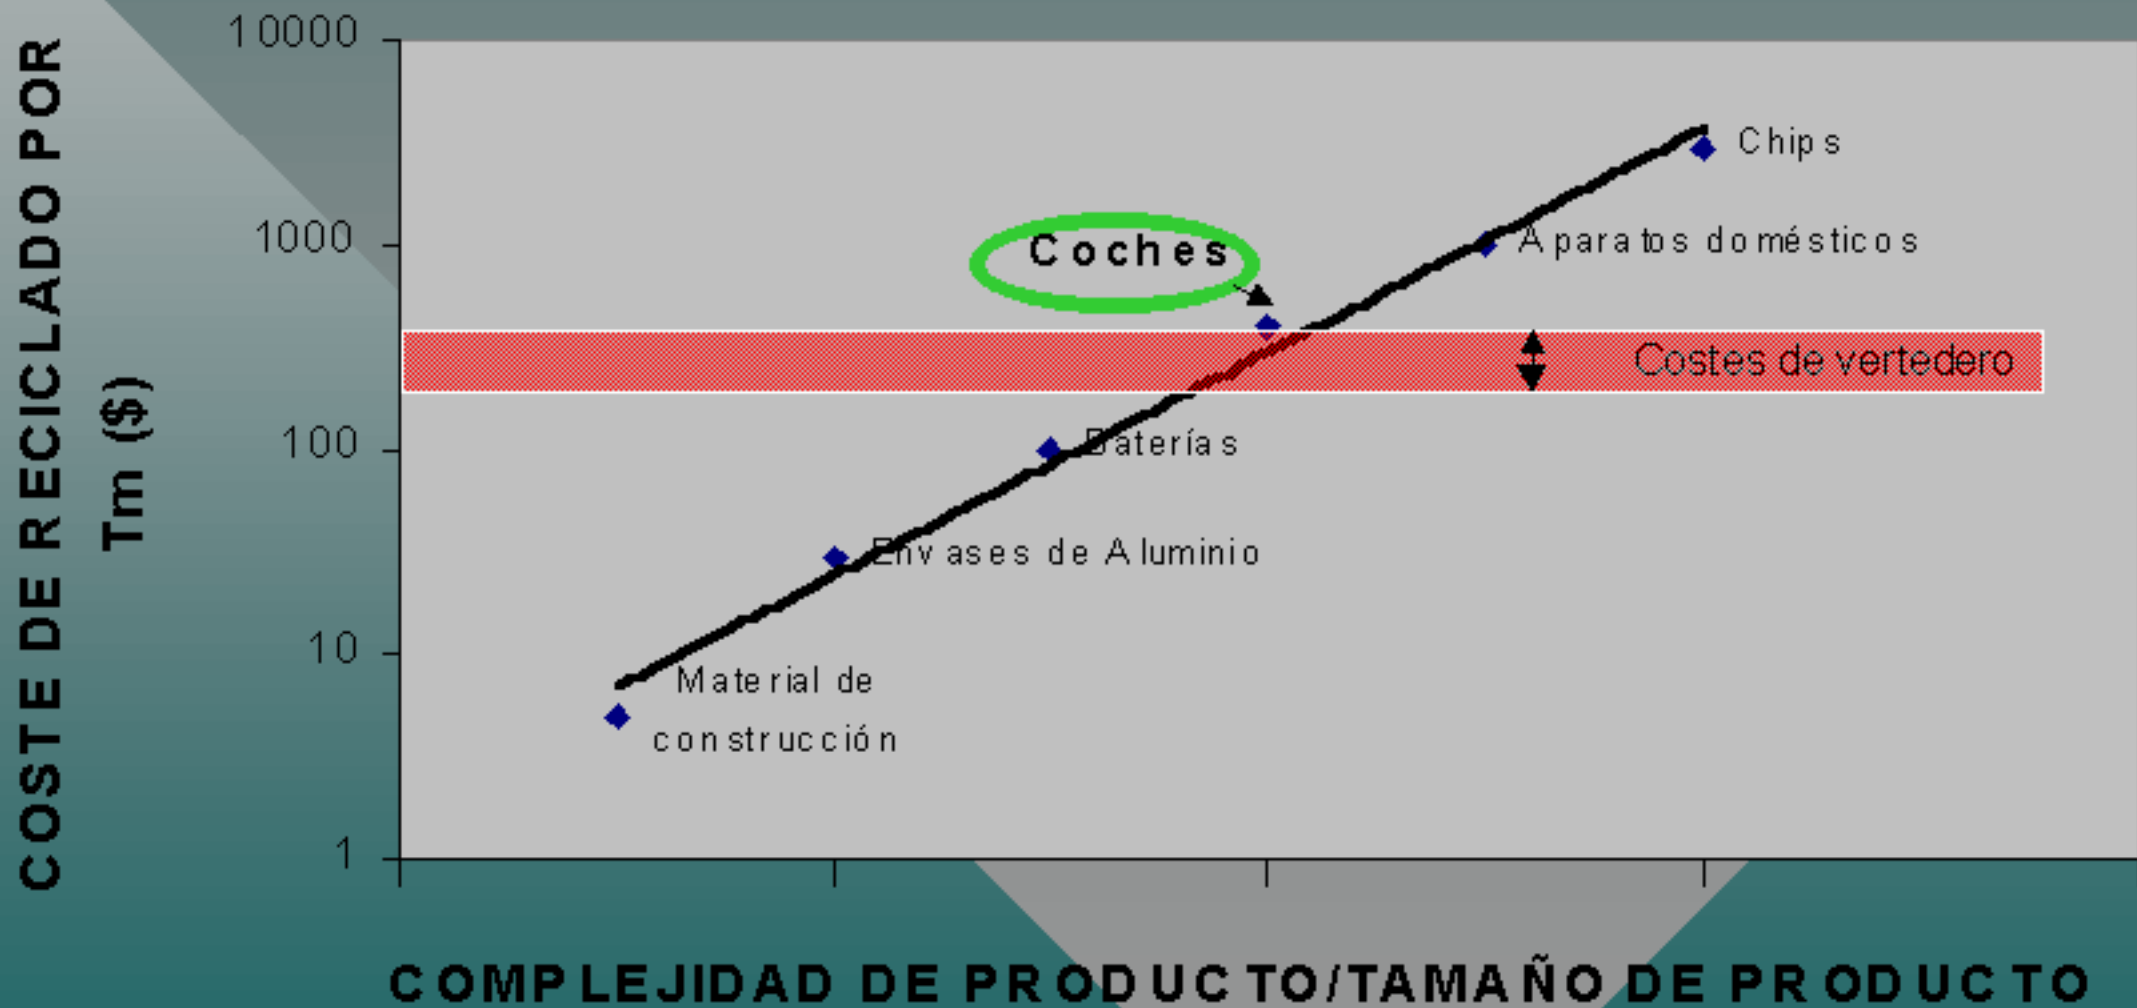 COSTE DE RECICLADO POR
Tm ($)
10000
1000
100
10
1
Chips
Aparatos domésticos
Coches
Costes de vertedero
Baterías
Envases de Aluminio
Material de
construcción
COMPLEJIDAD DE PRODUCTO/TAMAÑO DE PRODUCTO